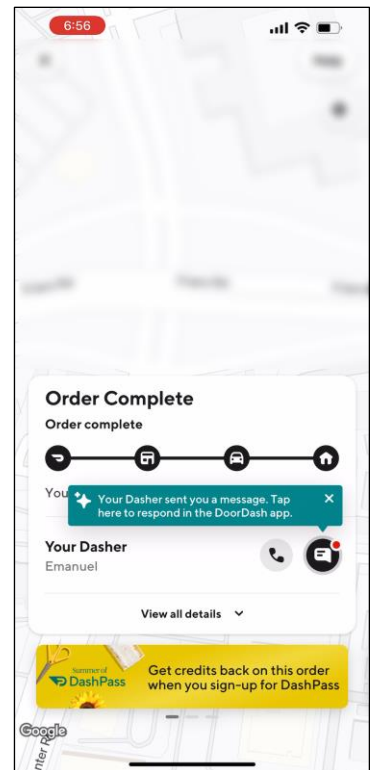 6:56
Order Complete
Order complete
You
Your Dasher sent you a message. Tap
here to respond in the DoorDash app.
Your Dasher
Emanuel
View all details
Summer of
DashPass
Get credits back on this order
when you sign-up for DashPass
Google
nter R